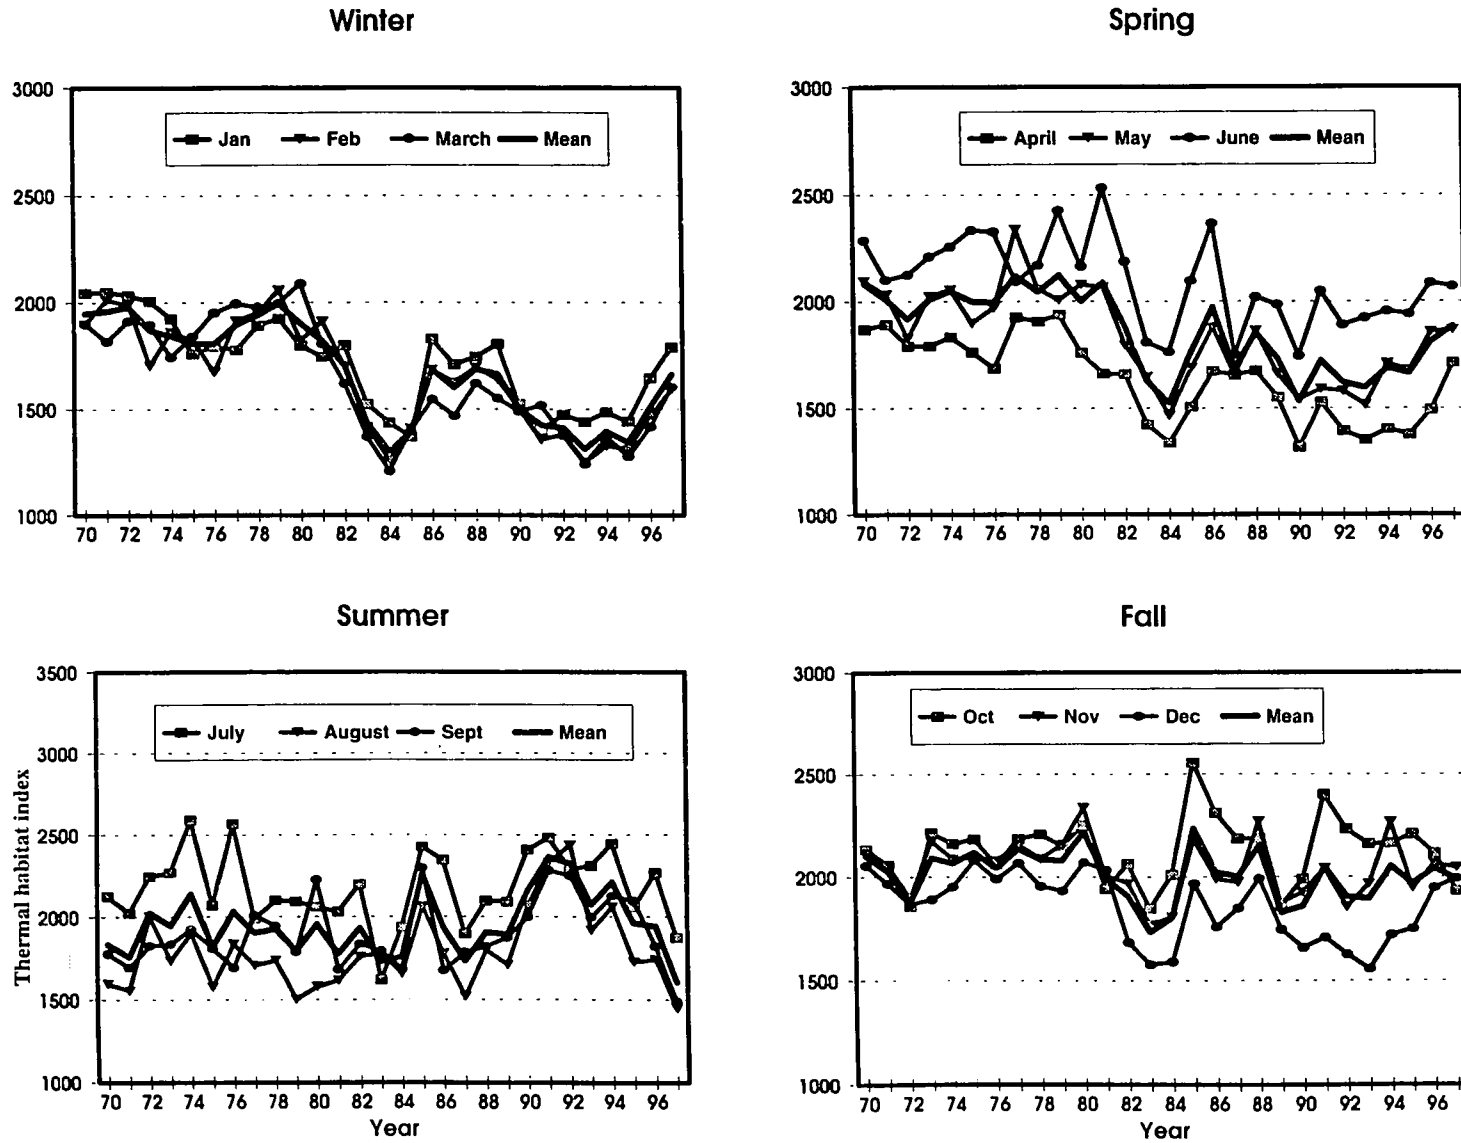 Winter
3000
2500
2000
1500
1000
Jan Feb March Mean
70 72 74 76 78 80 82 84 86 88 90 92 94 96
Spring
3000
2500
2000
1500
1000
April May June Mean
70 72 74 76 78 80 82 84 86 88 90 92 94 96
Summer
Thermal habitat index
3500
3000
2500
2000
1500
1000
July August Sept Mean
70 72 74 76 78 80 82 84 86 88 90 92 94 96
Year
Fall
3000
2500
2000
1500
1000
Oct Nov Dec Mean
70 72 74 76 78 80 82 84 86 88 90 92 94 96
Year